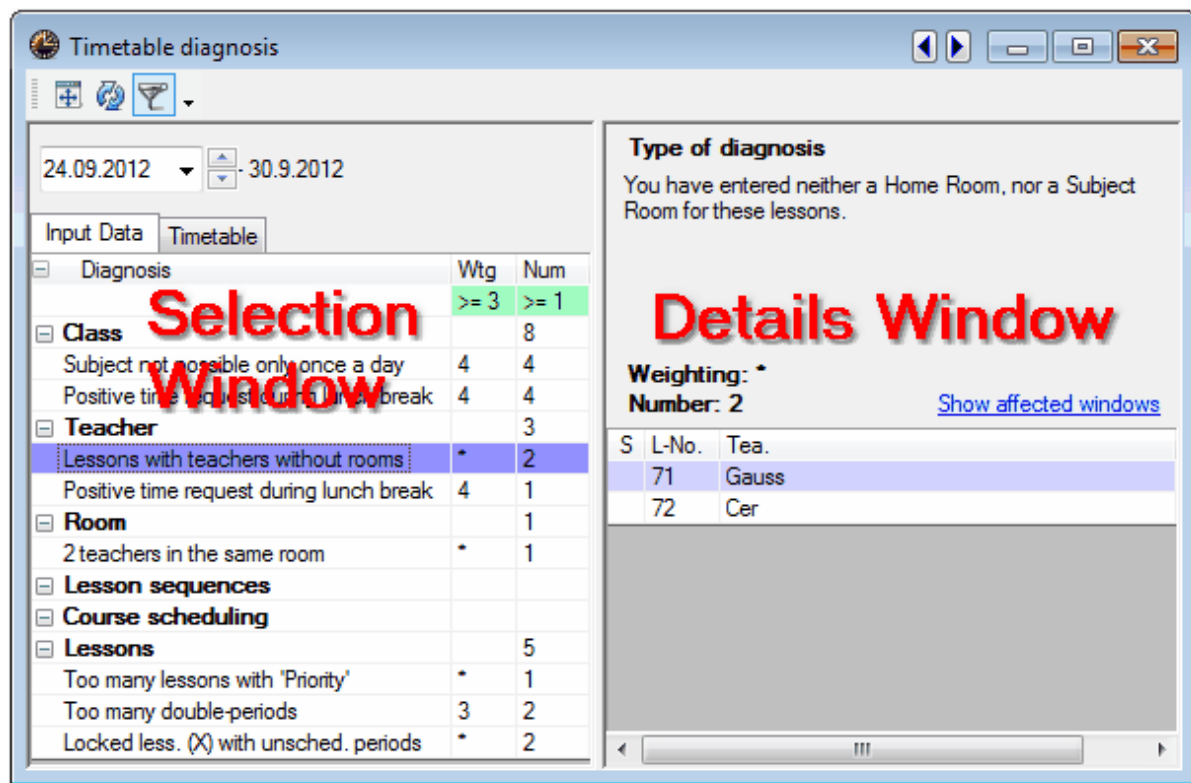 Timetable diagnosis
24.09.2012 - 30.9.2012
Input Data Timetable
Diagnosis Wtg Num
>= 3 >= 1
Selection
Window
Class 8
Subject not possible only once a day 4 4
Positive time request during lunch break 4 4
Teacher 3
Lessons with teachers without rooms * 2
Positive time request during lunch break 4 1
Room 1
2 teachers in the same room * 1
Lesson sequences
Course scheduling
Lessons 5
Too many lessons with 'Priority' * 1
Too many double-periods 3 2
Locked less. (X) with unsched. periods * 2
Type of diagnosis
You have entered neither a Home Room, nor a Subject
Room for these lessons.
Details Window
Weighting: *
Number: 2 Show affected windows
S L-No. Tea.
71 Gauss
72 Cer